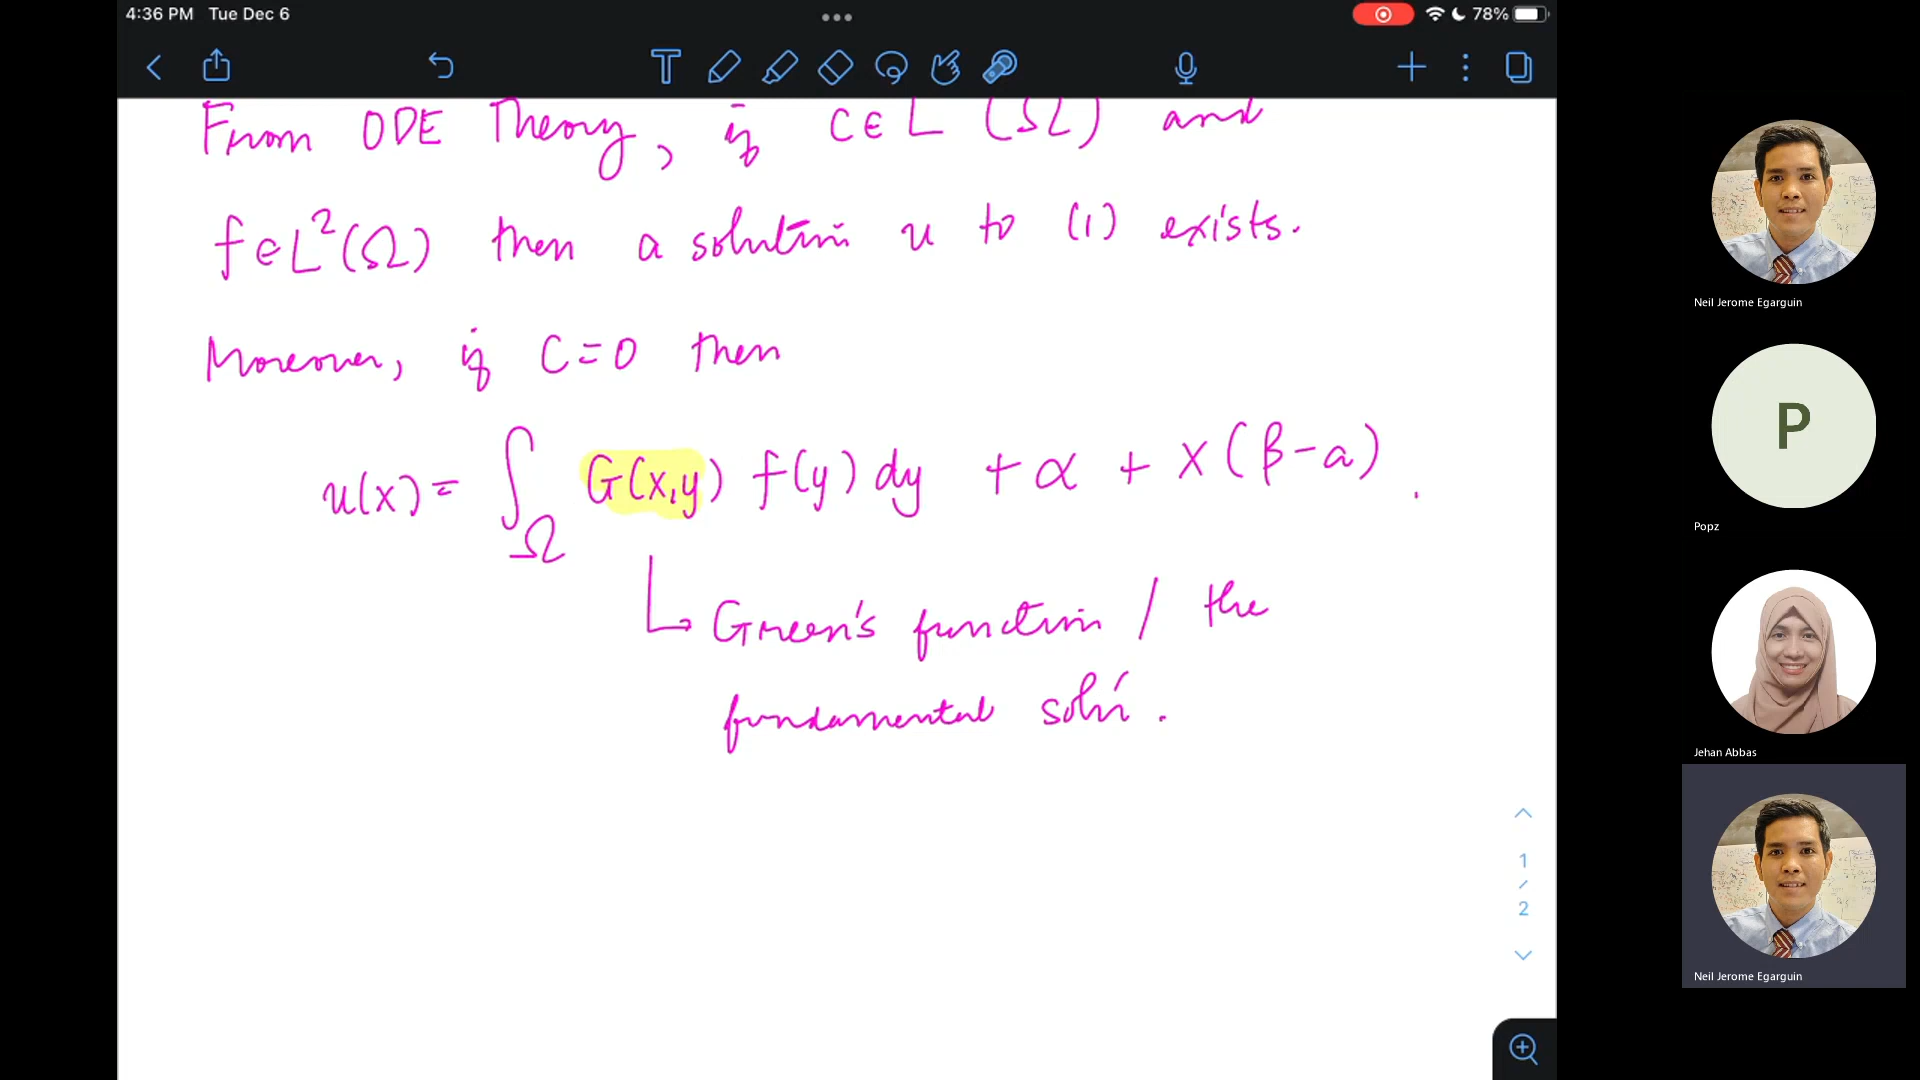 4:36 PM Tue Dec 6
78%
From ODE Theory, if C∈L (Ω) and
f∈L²(Ω) then a solution u to (1) exists.
Moreover, if C=0 then
u(x)= ∫_Ω G(x,y) f(y) dy + α + x(β-a).
↳ Green's function / the
fundamental sol'n.
1
/
2
Neil Jerome Egarguin
P
Popz
Jehan Abbas
Neil Jerome Egarguin